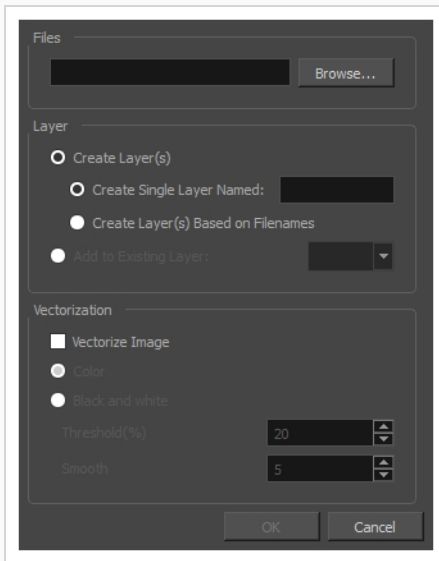 Files
Browse...
Layer
Create Layer(s)
Create Single Layer Named:
Create Layer(s) Based on Filenames
Add to Existing Layer:
Vectorization
Vectorize Image
Color
Black and white
Threshold(%) 20
Smooth 5
OK Cancel